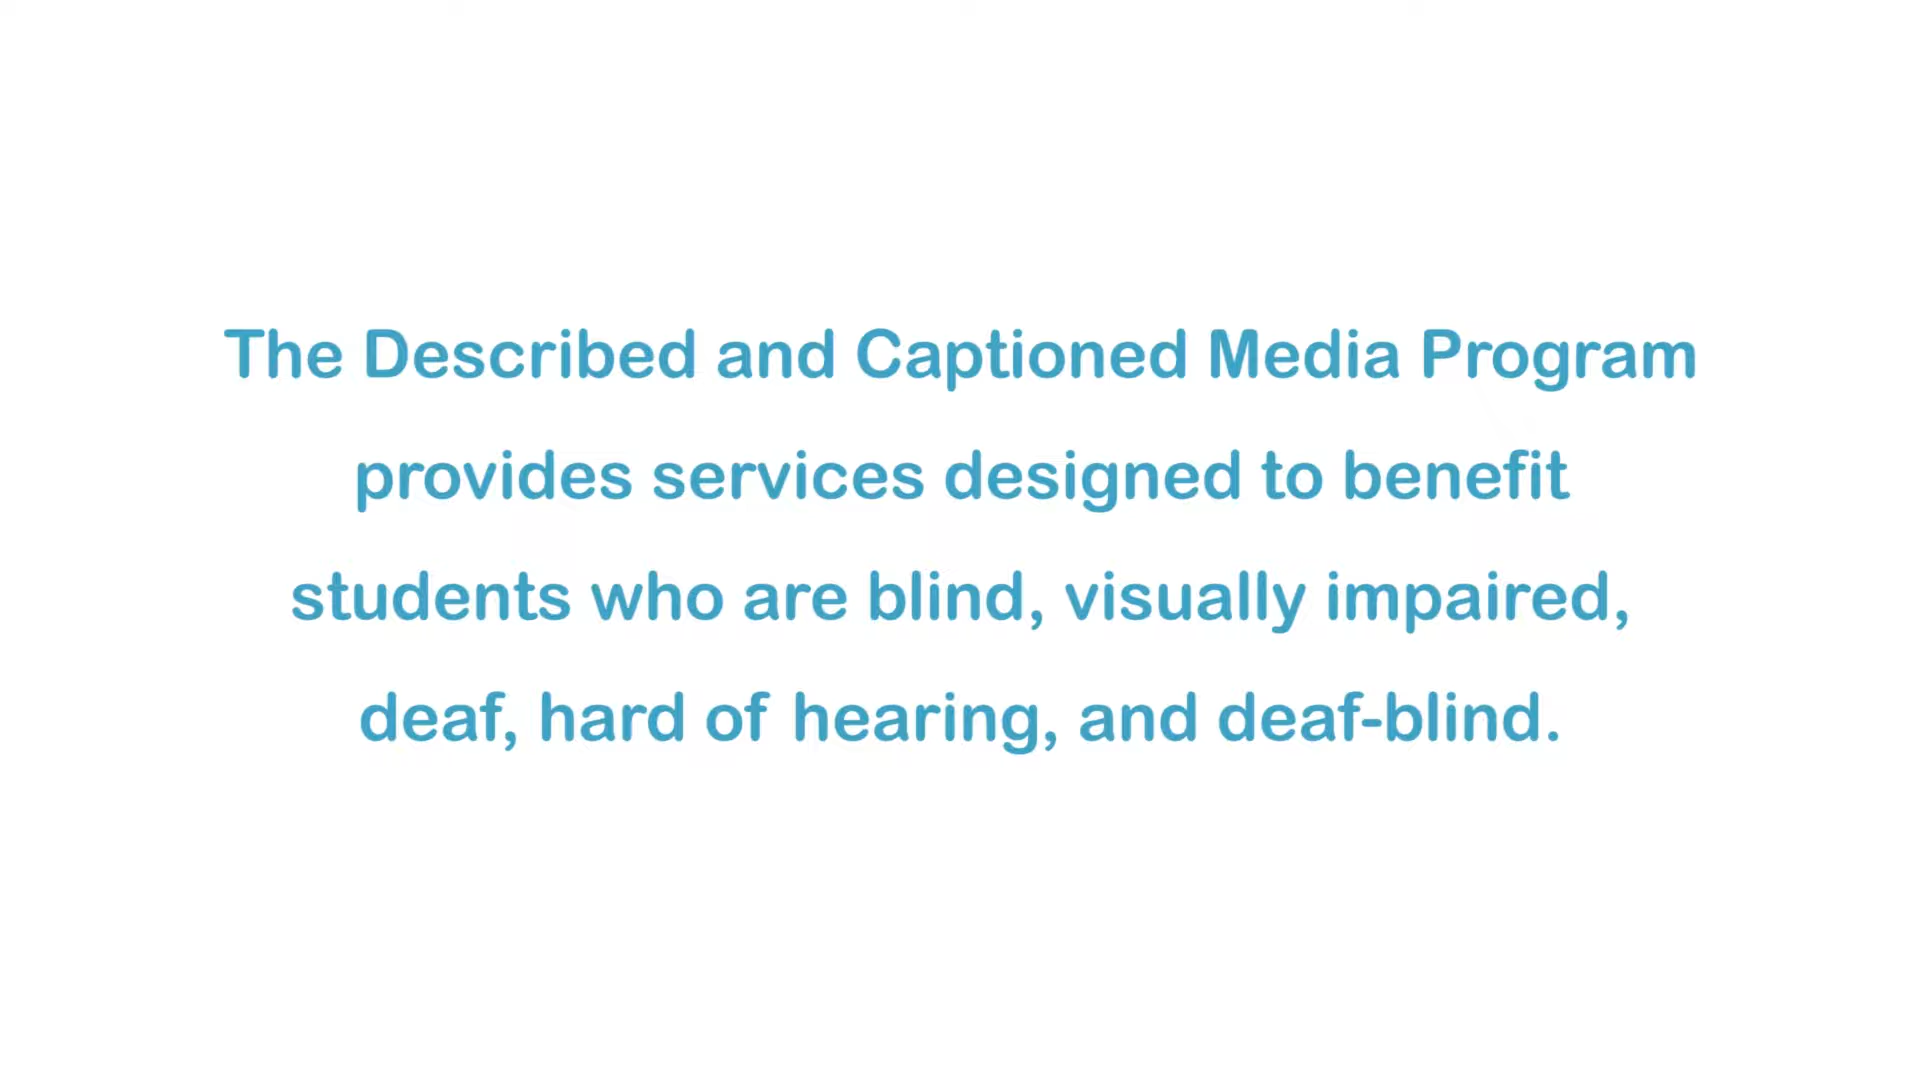 The Described and Captioned Media Program
provides services designed to benefit
students who are blind, visually impaired,
deaf, hard of hearing, and deaf-blind.